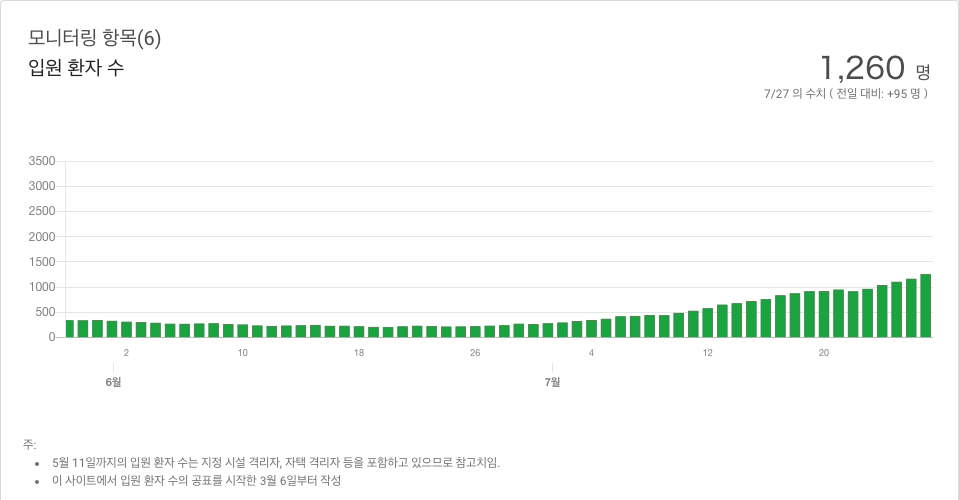 모니터링 항목(6)
입원 환자 수
1,260 명
7/27 의 수치 ( 전일 대비: +95 명 )
3500
3000
2500
2000
1500
1000
500
0
2 10 18 26 4 12 20
6월 7월
주:
• 5월 11일까지의 입원 환자 수는 지정 시설 격리자, 자택 격리자 등을 포함하고 있으므로 참고치임.
• 이 사이트에서 입원 환자 수의 공표를 시작한 3월 6일부터 작성